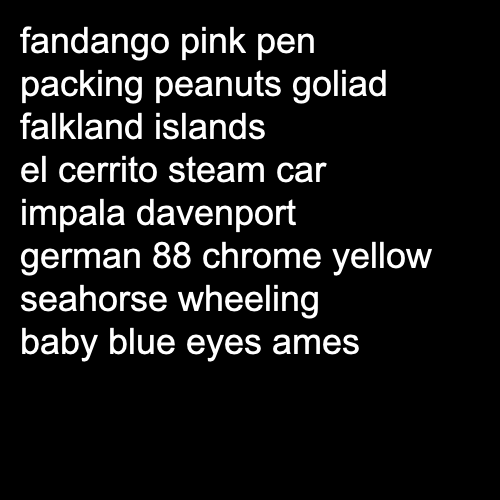 fandango pink pen
packing peanuts goliad
falkland islands
el cerrito steam car
impala davenport
german 88 chrome yellow
seahorse wheeling
baby blue eyes ames